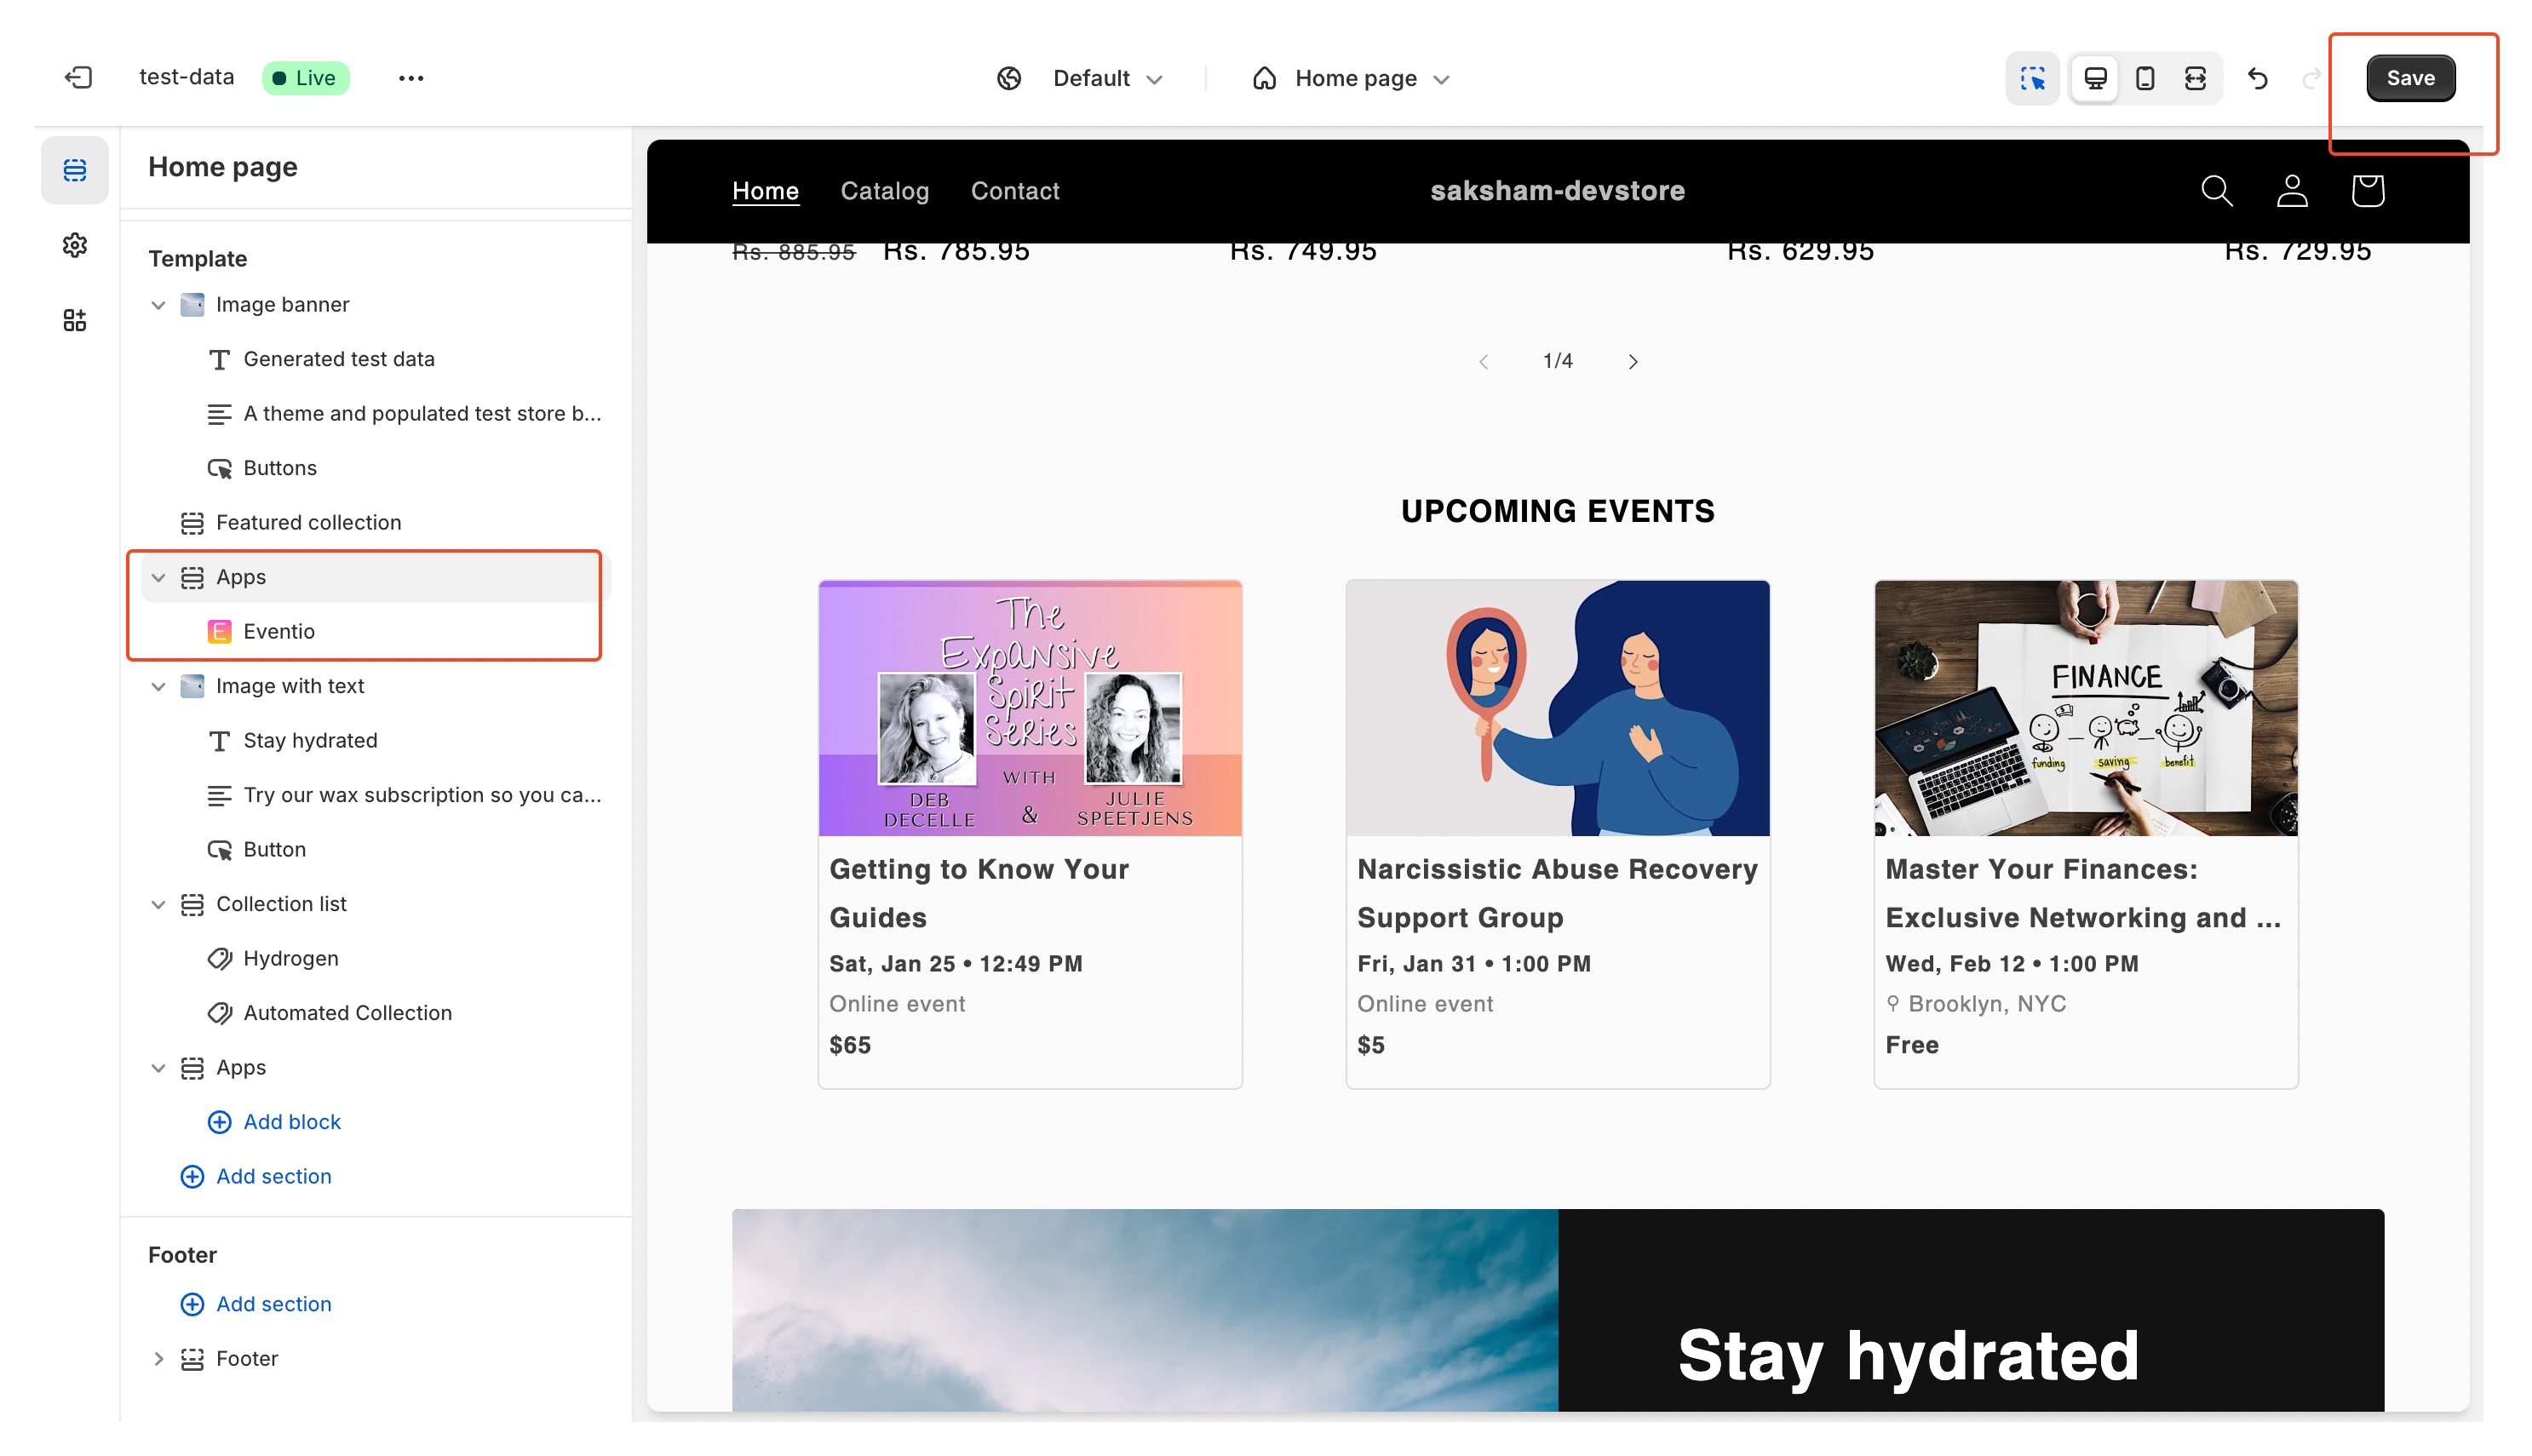 test-data
Live
Default
Home page
Save
Home page
Template
Image banner
Generated test data
A theme and populated test store b...
Buttons
Featured collection
Apps
E Eventio
Image with text
Stay hydrated
Try our wax subscription so you ca...
Button
Collection list
Hydrogen
Automated Collection
Apps
Add block
Add section
Footer
Add section
Footer
Home Catalog Contact
saksham-devstore
Rs. 885.95 Rs. 785.95
Rs. 749.95
Rs. 629.95
Rs. 729.95
1/4
UPCOMING EVENTS
The
Expansive
Spirit
Series
WITH
DEB
DECELLE
&
JULIE
SPEETJENS
Getting to Know Your
Guides
Sat, Jan 25 • 12:49 PM
Online event
$65
Narcissistic Abuse Recovery
Support Group
Fri, Jan 31 • 1:00 PM
Online event
$5
FINANCE
funding
saving
benefit
Master Your Finances:
Exclusive Networking and ...
Wed, Feb 12 • 1:00 PM
Brooklyn, NYC
Free
Stay hydrated